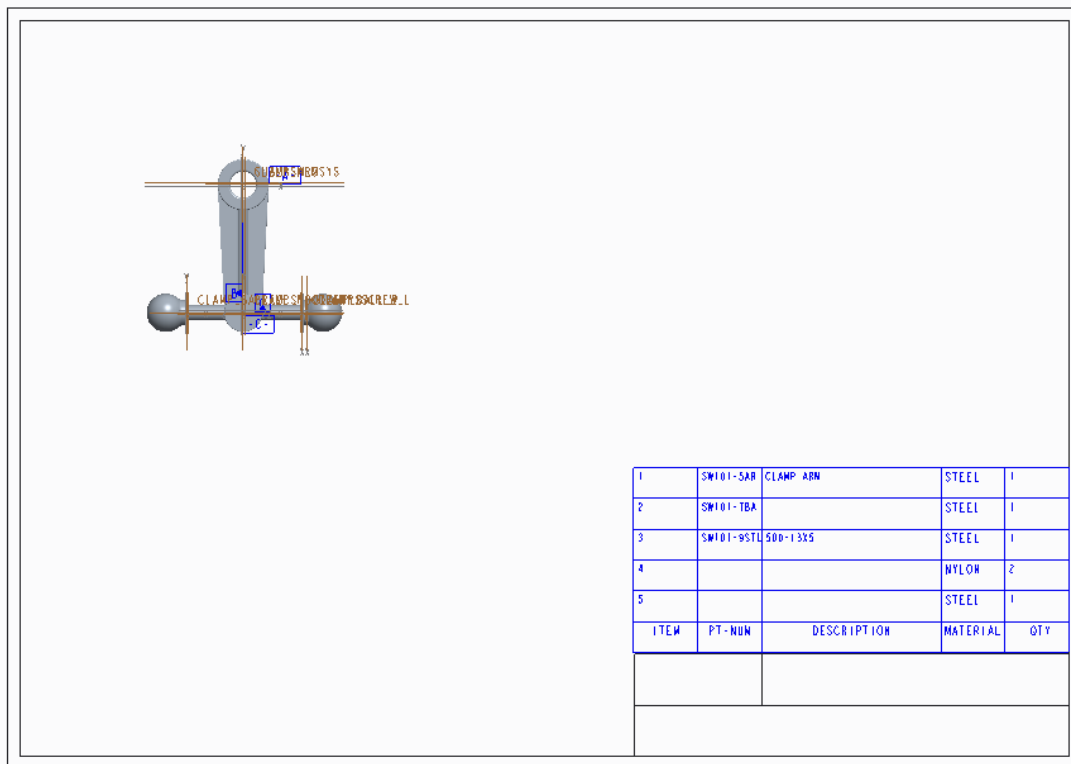 A
B
-C-
1 SW101-5AR CLAMP ARM STEEL 1
2 SW101-7BA STEEL 1
3 SW101-9STL 500-13X5 STEEL 1
4 NYLON 2
5 STEEL 1
ITEM PT-NUM DESCRIPTION MATERIAL QTY